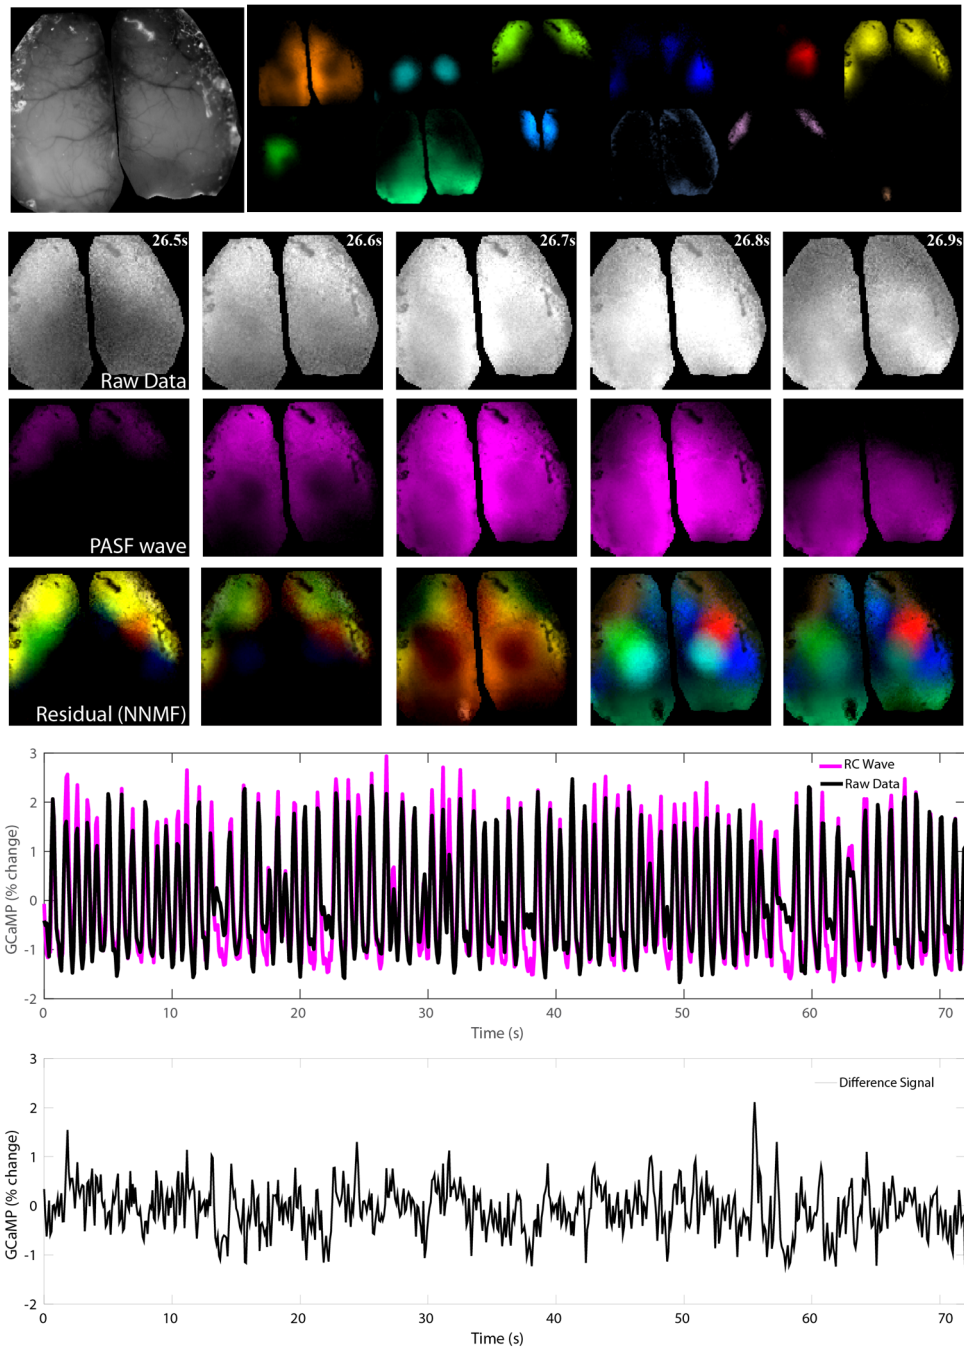 26.5s 26.6s 26.7s 26.8s 26.9s
Raw Data
PASF wave
Residual (NNMF)
3
RC Wave
Raw Data
2
1
0
-1
-2
GCaMP (% change)
0 10 20 30 40 50 60 70
Time (s)
3
Difference Signal
2
1
0
-1
-2
GCaMP (% change)
0 10 20 30 40 50 60 70
Time (s)